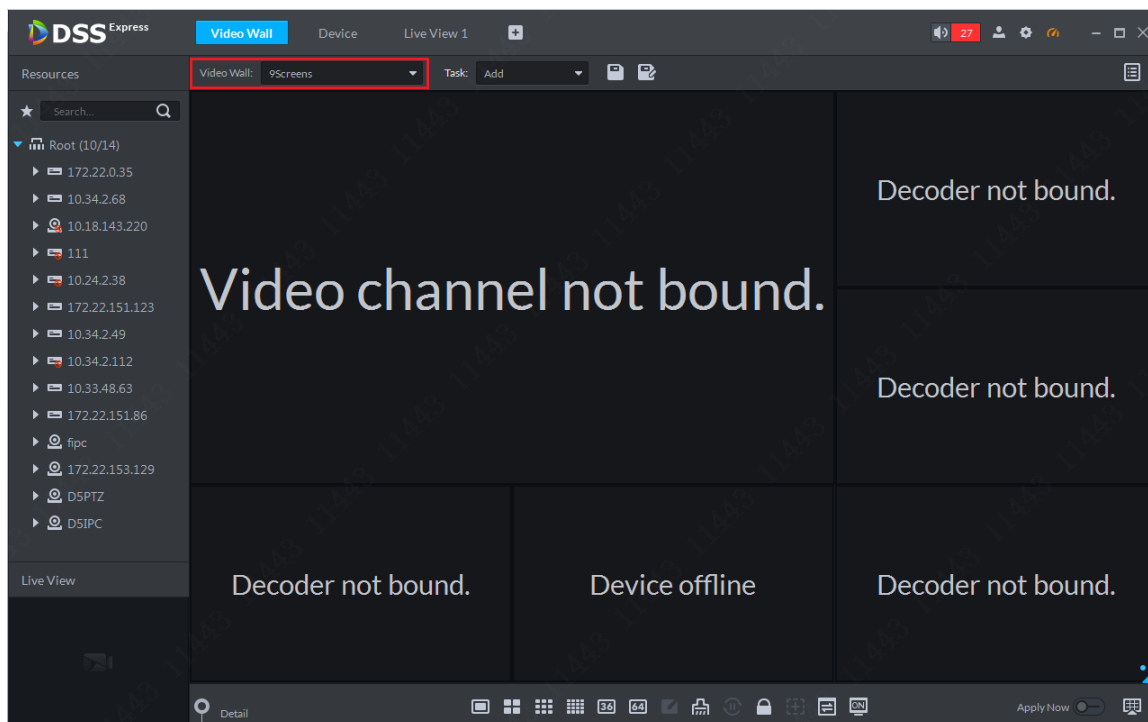 DSS Express
Video Wall
Device
Live View 1
27
Resources
Video Wall: 9Screens
Task: Add
Search...
Root (10/14)
172.22.0.35
10.34.2.68
10.18.143.220
111
10.24.2.38
172.22.151.123
10.34.2.49
10.34.2.112
10.33.48.63
172.22.151.86
fipc
172.22.153.129
D5PTZ
D5IPC
Video channel not bound.
Decoder not bound.
Decoder not bound.
Decoder not bound.
Device offline
Decoder not bound.
Live View
Detail
36
64
ON
Apply Now